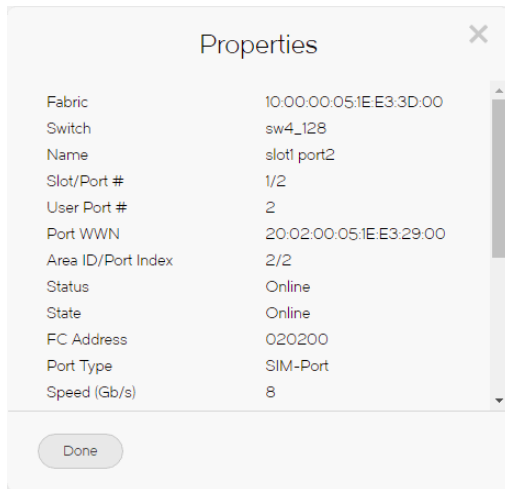 Properties
Fabric 10:00:00:05:1E:E3:3D:00
Switch sw4_128
Name slot1 port2
Slot/Port # 1/2
User Port # 2
Port WWN 20:02:00:05:1E:E3:29:00
Area ID/Port Index 2/2
Status Online
State Online
FC Address 020200
Port Type SIM-Port
Speed (Gb/s) 8
Done